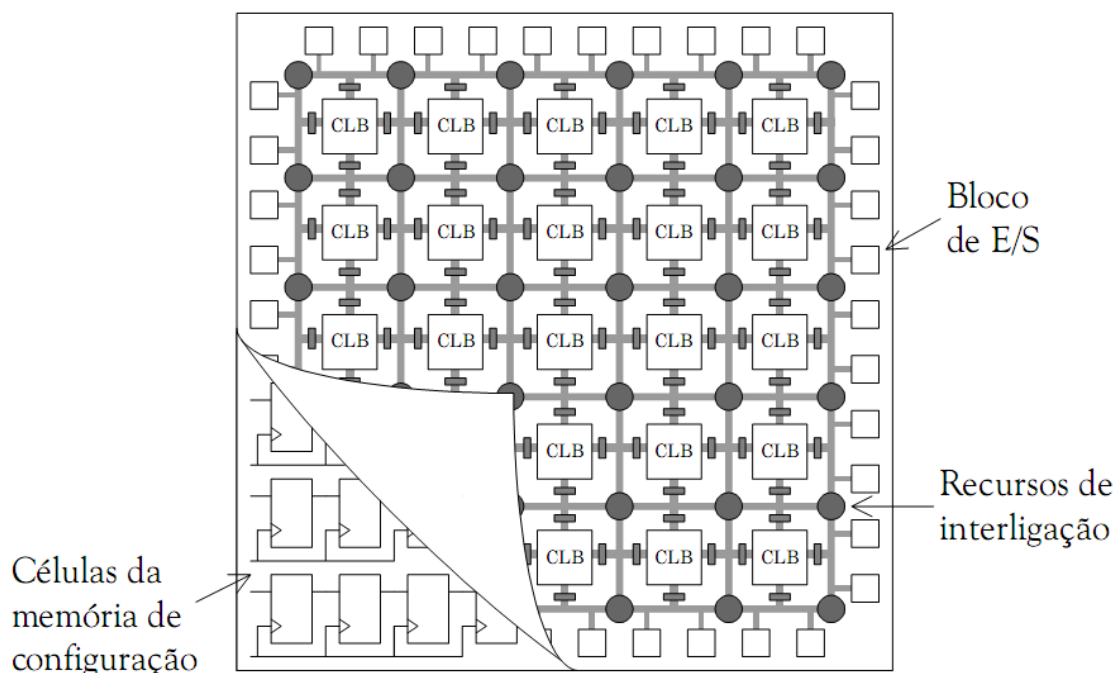 CLB CLB CLB CLB CLB
CLB CLB CLB CLB CLB
Bloco
de E/S
CLB CLB CLB CLB CLB
CLB CLB CLB
Recursos de
interligação
CLB CLB CLB
Células da
memória de
configuração